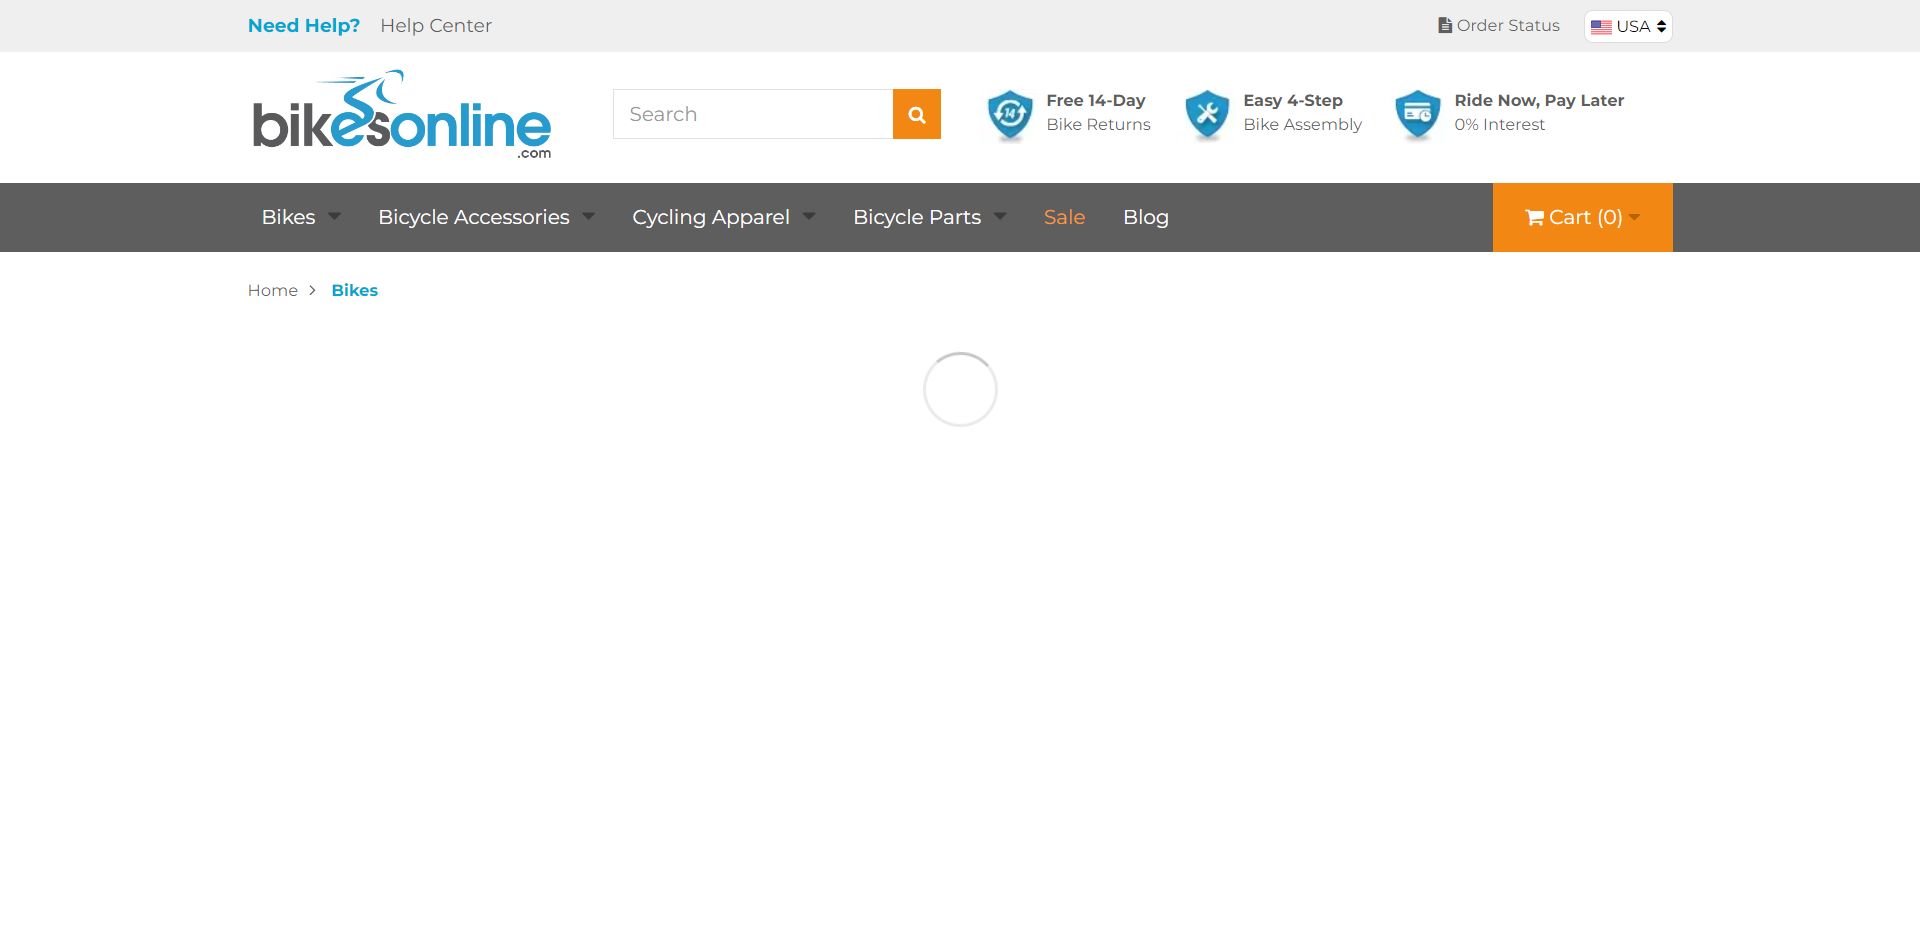 Need Help? Help Center
Order Status
USA
bikesonline
.com
Search
14
Free 14-Day
Bike Returns
Easy 4-Step
Bike Assembly
Ride Now, Pay Later
0% Interest
Bikes Bicycle Accessories Cycling Apparel Bicycle Parts Sale Blog
Cart (0)
Home Bikes